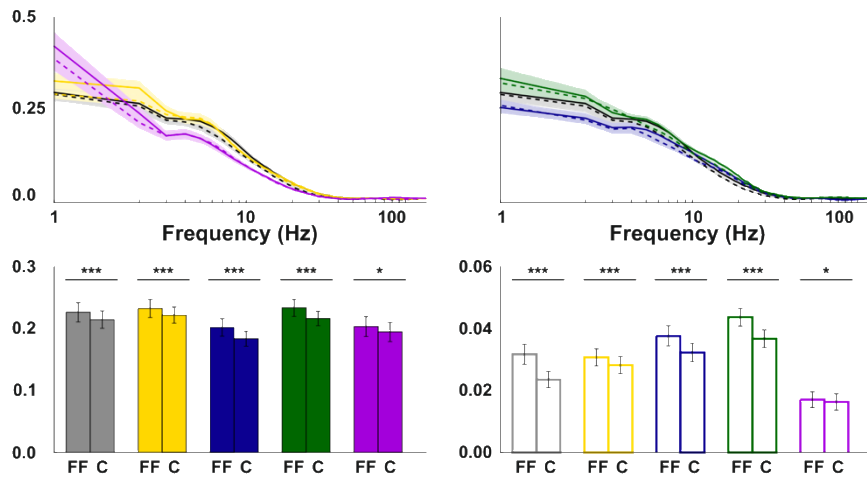 0.5
0.25
0.0
1 10 100
Frequency (Hz)
1 10 100
Frequency (Hz)
0.3
0.2
0.1
0.0
*** *** *** *** *
FF C FF C FF C FF C FF C
0.06
0.04
0.02
0.00
*** *** *** *** *
FF C FF C FF C FF C FF C